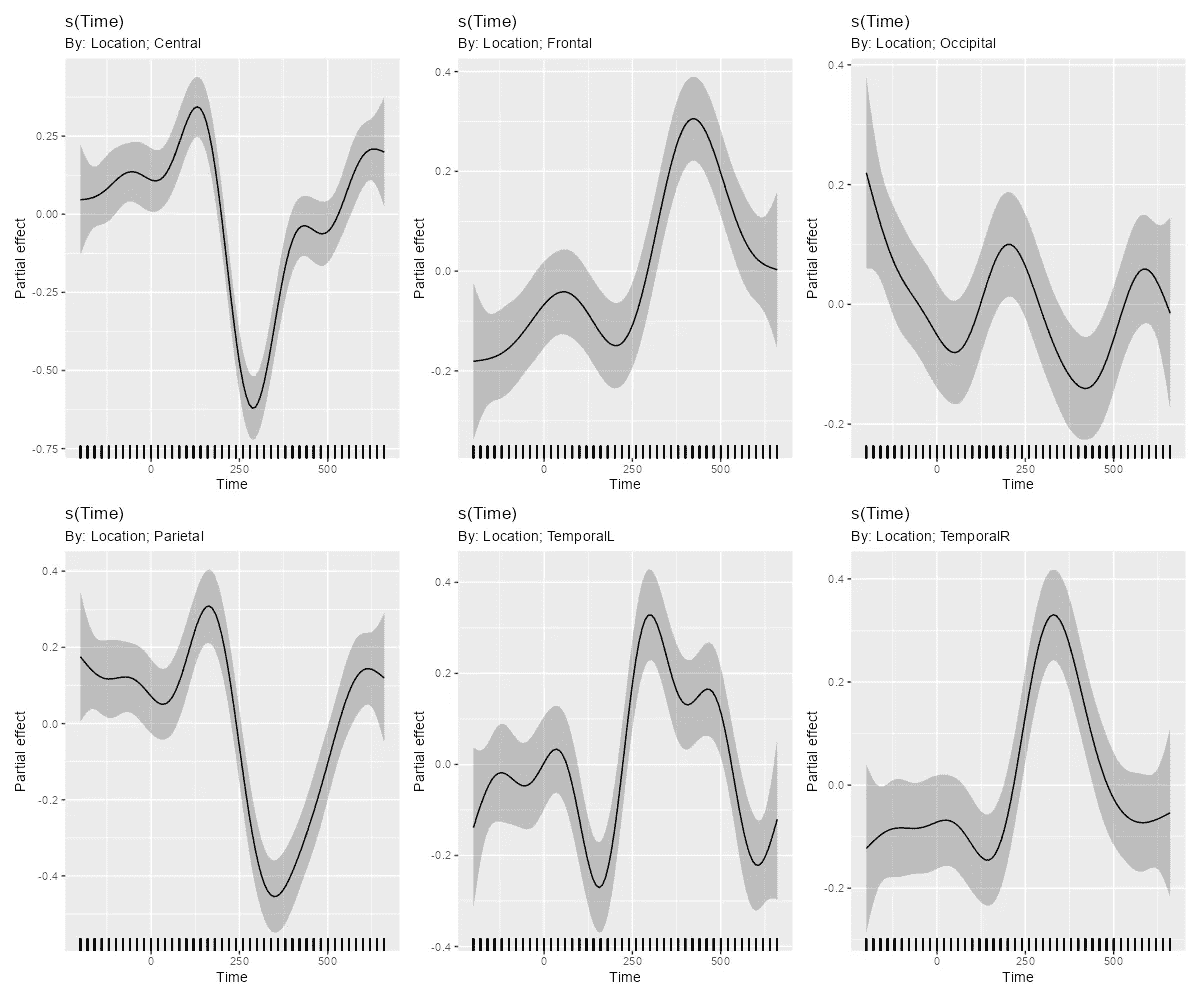 s(Time)
By: Location; Central
Partial effect
0.25
0.00
-0.25
-0.50
-0.75
0
250
500
Time
s(Time)
By: Location; Frontal
Partial effect
0.4
0.2
0.0
-0.2
0
250
500
Time
s(Time)
By: Location; Occipital
Partial effect
0.4
0.2
0.0
-0.2
0
250
500
Time
s(Time)
By: Location; Parietal
Partial effect
0.4
0.2
0.0
-0.2
-0.4
0
250
500
Time
s(Time)
By: Location; TemporalL
Partial effect
0.4
0.2
0.0
-0.2
-0.4
0
250
500
Time
s(Time)
By: Location; TemporalR
Partial effect
0.4
0.2
0.0
-0.2
0
250
500
Time